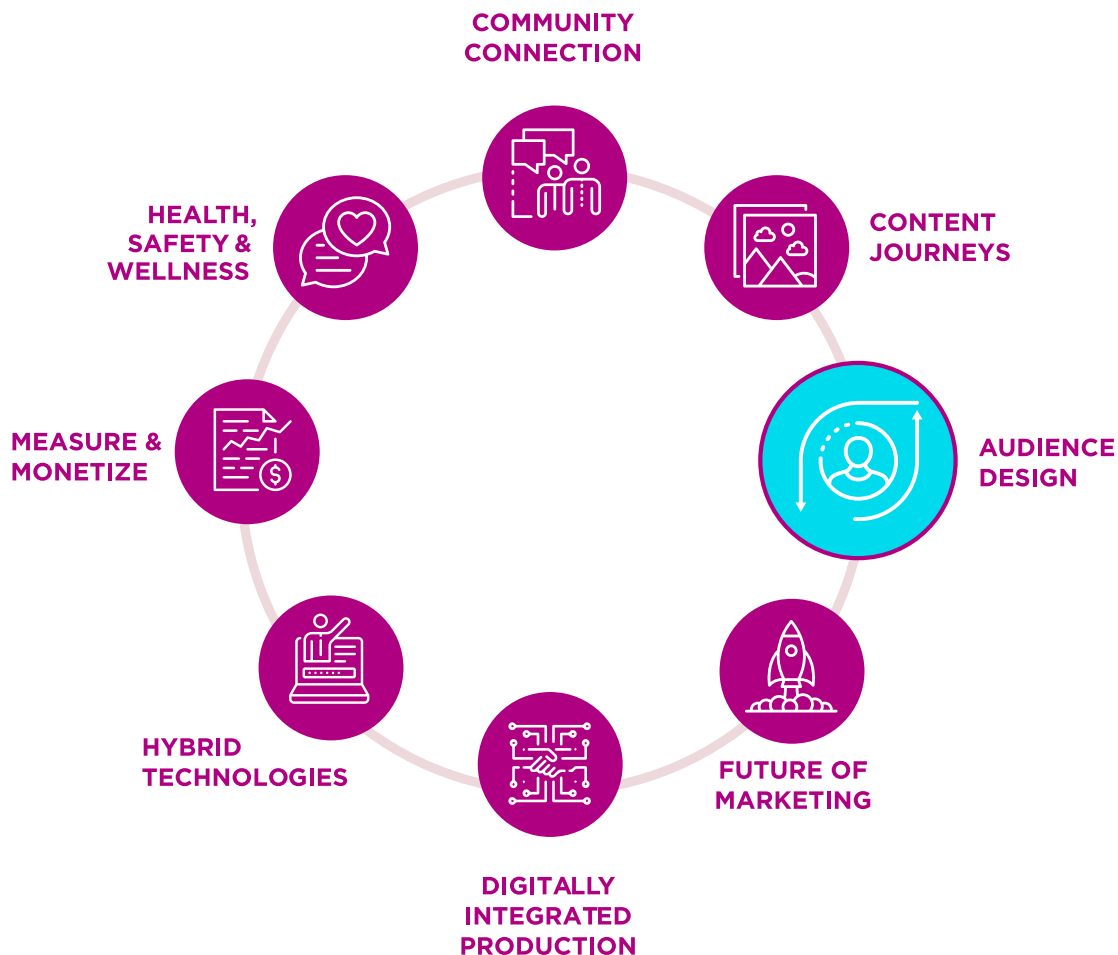 COMMUNITY
CONNECTION
CONTENT
JOURNEYS
AUDIENCE
DESIGN
FUTURE OF
MARKETING
DIGITALLY
INTEGRATED
PRODUCTION
HYBRID
TECHNOLOGIES
MEASURE &
MONETIZE
$
HEALTH,
SAFETY &
WELLNESS